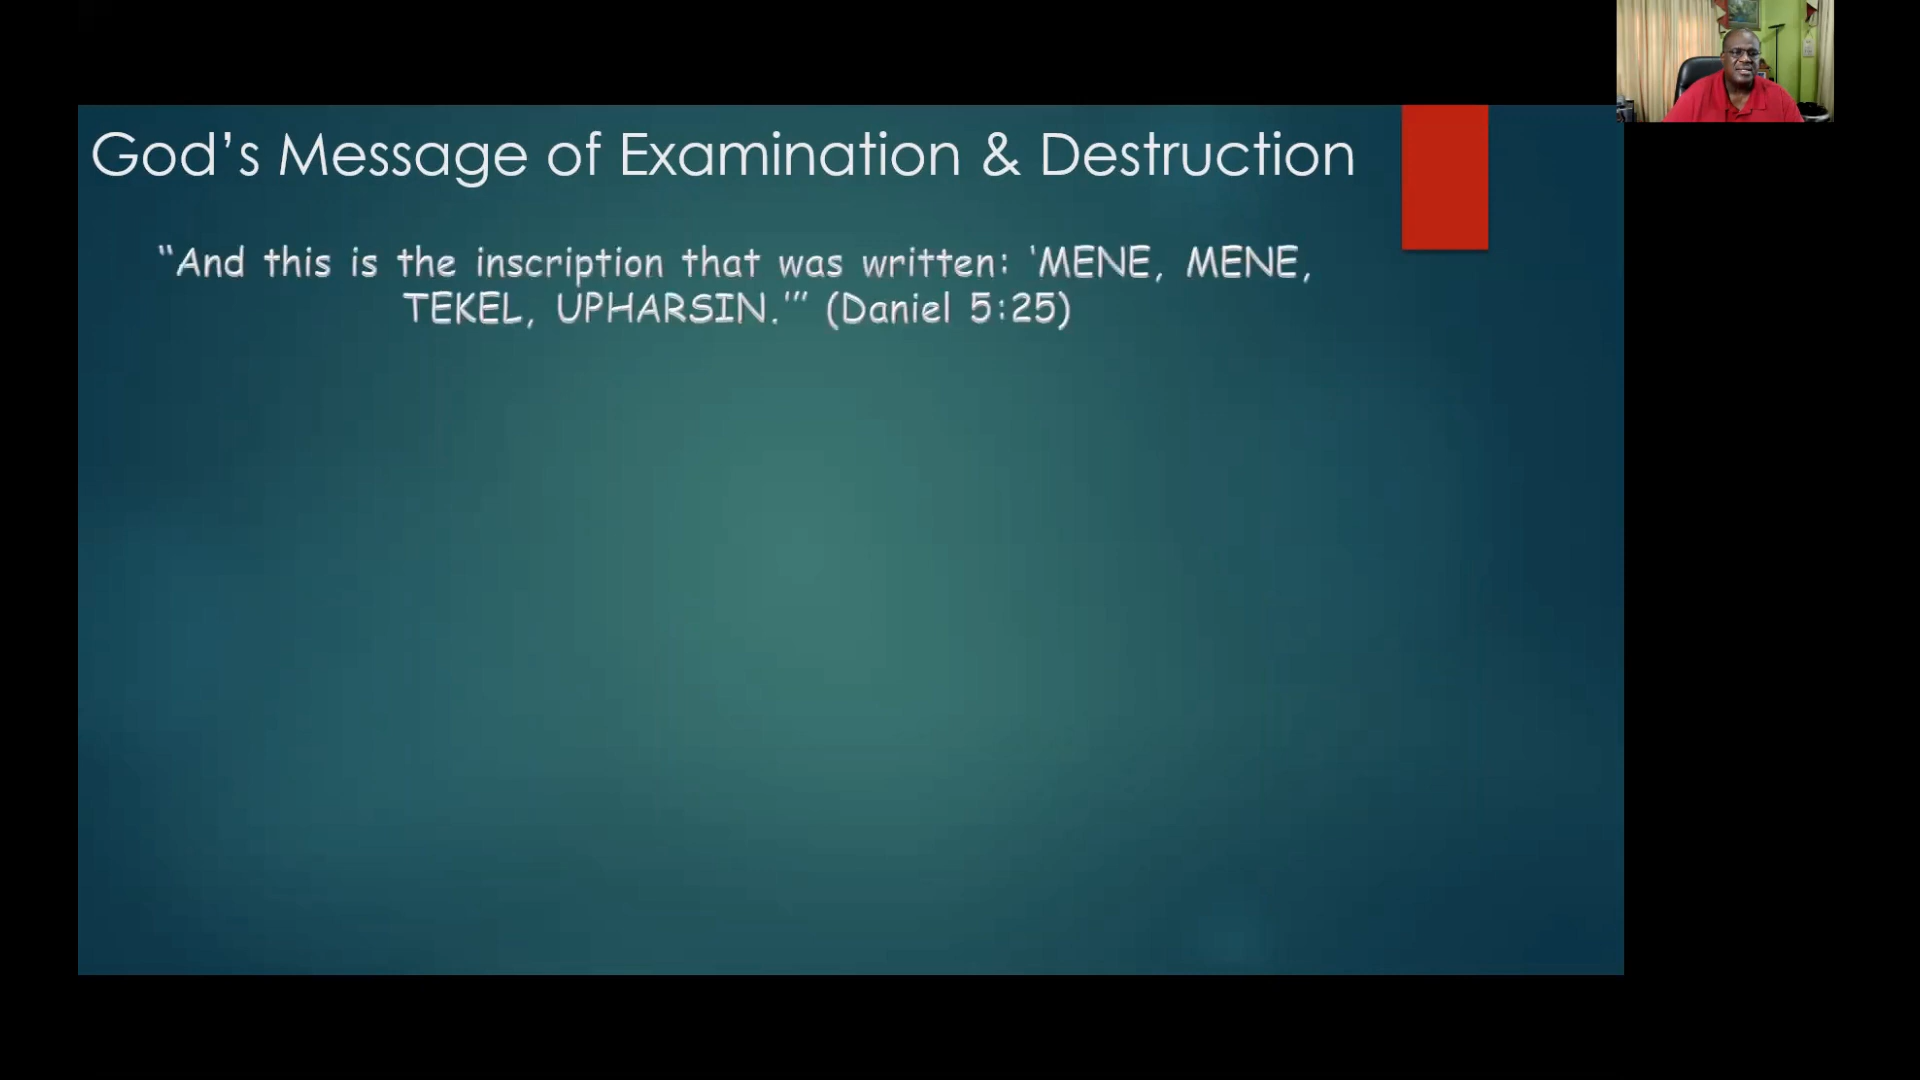 God’s Message of Examination & Destruction
“And this is the inscription that was written: ‘MENE, MENE,
TEKEL, UPHARSIN.’” (Daniel 5:25)